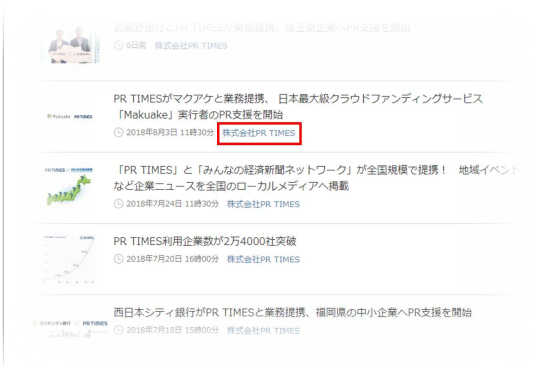 武蔵野銀行とPR TIMESが業務提携、埼玉県企業へPR支援を開始
6日前 株式会社PR TIMES
PR TIMESがマクアケと業務提携、 日本最大級クラウドファンディングサービス
「Makuake」実行者のPR支援を開始
Makuake PR TIMES
2018年8月3日 11時30分 株式会社PR TIMES
「PR TIMES」と「みんなの経済新聞ネットワーク」が全国規模で提携！ 地域イベント
など企業ニュースを全国のローカルメディアへ掲載
PR TIMES
2018年7月24日 11時30分 株式会社PR TIMES
PR TIMES利用企業数が2万4000社突破
2018年7月20日 16時00分 株式会社PR TIMES
西日本シティ銀行がPR TIMESと業務提携、福岡県の中小企業へPR支援を開始
西日本シティ銀行 × PR TIMES
2018年7月18日 15時00分 株式会社PR TIMES